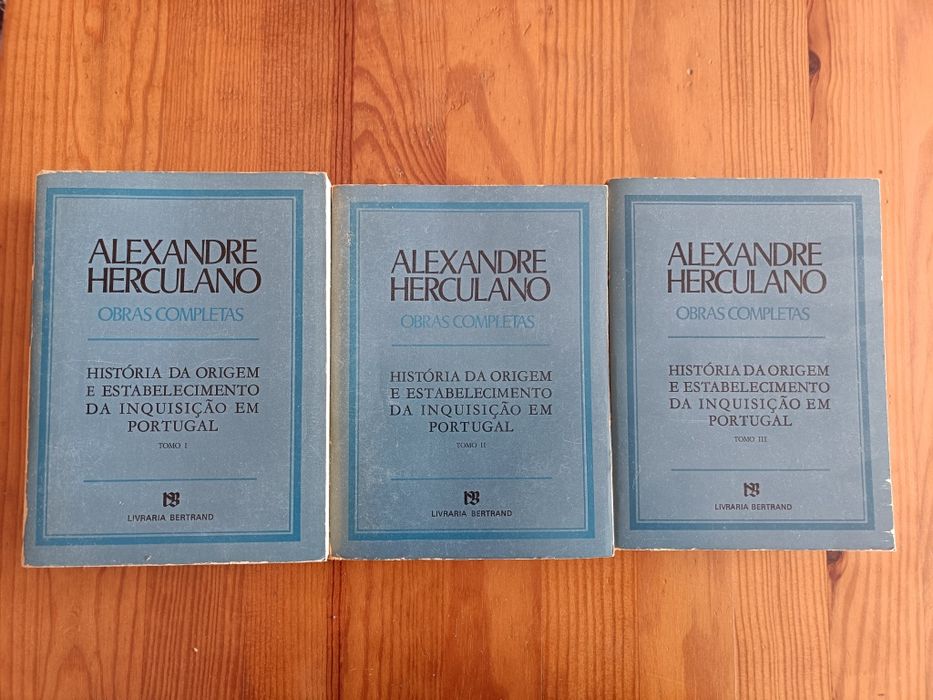 ALEXANDRE
HERCULANO
OBRAS COMPLETAS
HISTÓRIA DA ORIGEM
E ESTABELECIMENTO
DA INQUISIÇÃO EM
PORTUGAL
TOMO I
LIVRARIA BERTRAND
ALEXANDRE
HERCULANO
OBRAS COMPLETAS
HISTÓRIA DA ORIGEM
E ESTABELECIMENTO
DA INQUISIÇÃO EM
PORTUGAL
TOMO II
LIVRARIA BERTRAND
ALEXANDRE
HERCULANO
OBRAS COMPLETAS
HISTÓRIA DA ORIGEM
E ESTABELECIMENTO
DA INQUISIÇÃO EM
PORTUGAL
TOMO III
LIVRARIA BERTRAND